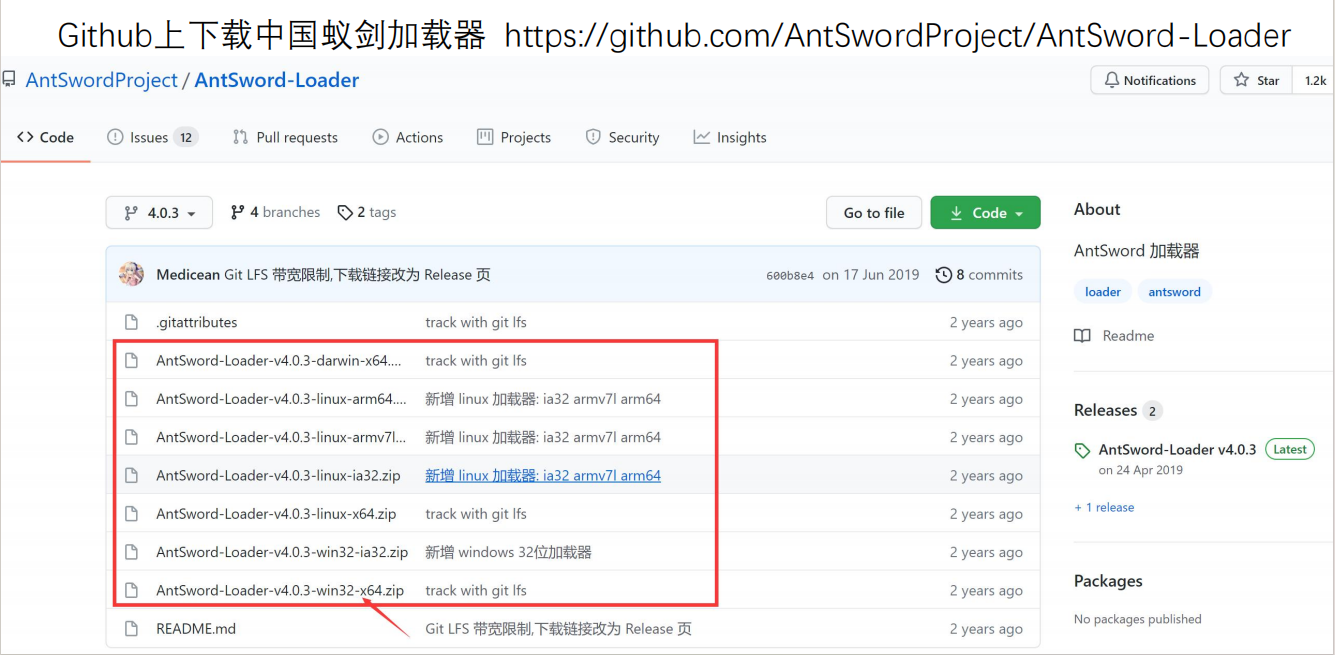 Github上下载中国蚁剑加载器 https://github.com/AntSwordProject/AntSword-Loader
AntSwordProject / AntSword-Loader
Notifications
Star
1.2k
Code
Issues 12
Pull requests
Actions
Projects
Security
Insights
4.0.3
4 branches
2 tags
Go to file
Code
Medicean Git LFS 带宽限制,下载链接改为 Release 页
600b8e4 on 17 Jun 2019
8 commits
.gitattributes track with git lfs 2 years ago
AntSword-Loader-v4.0.3-darwin-x64.... track with git lfs 2 years ago
AntSword-Loader-v4.0.3-linux-arm64.... 新增 linux 加载器: ia32 armv7l arm64 2 years ago
AntSword-Loader-v4.0.3-linux-armv7l... 新增 linux 加载器: ia32 armv7l arm64 2 years ago
AntSword-Loader-v4.0.3-linux-ia32.zip 新增 linux 加载器: ia32 armv7l arm64 2 years ago
AntSword-Loader-v4.0.3-linux-x64.zip track with git lfs 2 years ago
AntSword-Loader-v4.0.3-win32-ia32.zip 新增 windows 32位加载器 2 years ago
AntSword-Loader-v4.0.3-win32-x64.zip track with git lfs 2 years ago
README.md Git LFS 带宽限制,下载链接改为 Release 页 2 years ago
About
AntSword 加载器
loader antsword
Readme
Releases 2
AntSword-Loader v4.0.3 Latest
on 24 Apr 2019
+ 1 release
Packages
No packages published